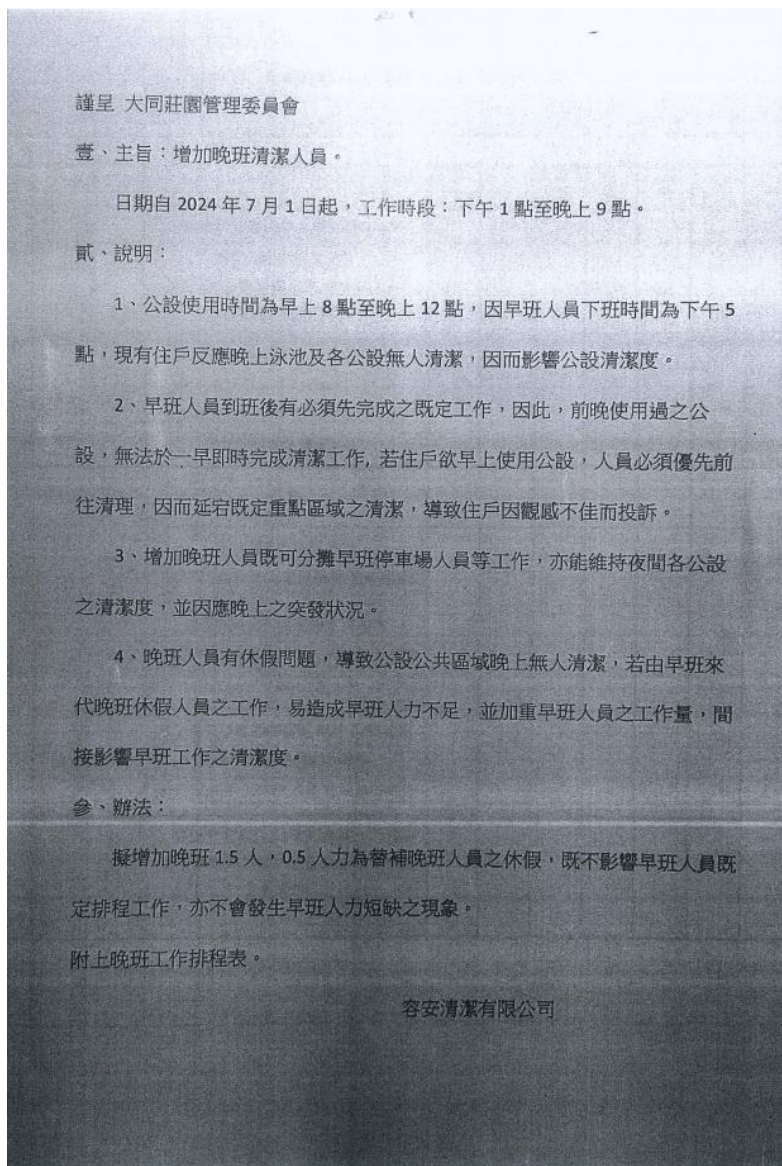 謹呈 大同莊園管理委員會
壹、主旨：增加晚班清潔人員。
日期自 2024 年 7 月 1 日起，工作時段：下午 1 點至晚上 9 點。
貳、說明：
1、公設使用時間為早上 8 點至晚上 12 點，因早班人員下班時間為下午 5
點，現有住戶反應晚上泳池及各公設無人清潔，因而影響公設清潔度。
2、早班人員到班後有必須先完成之既定工作，因此，前晚使用過之公
設，無法於一早即時完成清潔工作, 若住戶欲早上使用公設，人員必須優先前
往清理，因而延宕既定重點區域之清潔，導致住戶因觀感不佳而投訴。
3、增加晚班人員既可分攤早班停車場人員等工作，亦能維持夜間各公設
之清潔度，並因應晚上之突發狀況。
4、晚班人員有休假問題，導致公設公共區域晚上無人清潔，若由早班來
代晚班休假人員之工作，易造成早班人力不足，並加重早班人員之工作量，間
接影響早班工作之清潔度。
參、辦法：
擬增加晚班 1.5 人，0.5 人力為替補晚班人員之休假，既不影響早班人員既
定排程工作，亦不會發生早班人力短缺之現象。
附上晚班工作排程表。
容安清潔有限公司